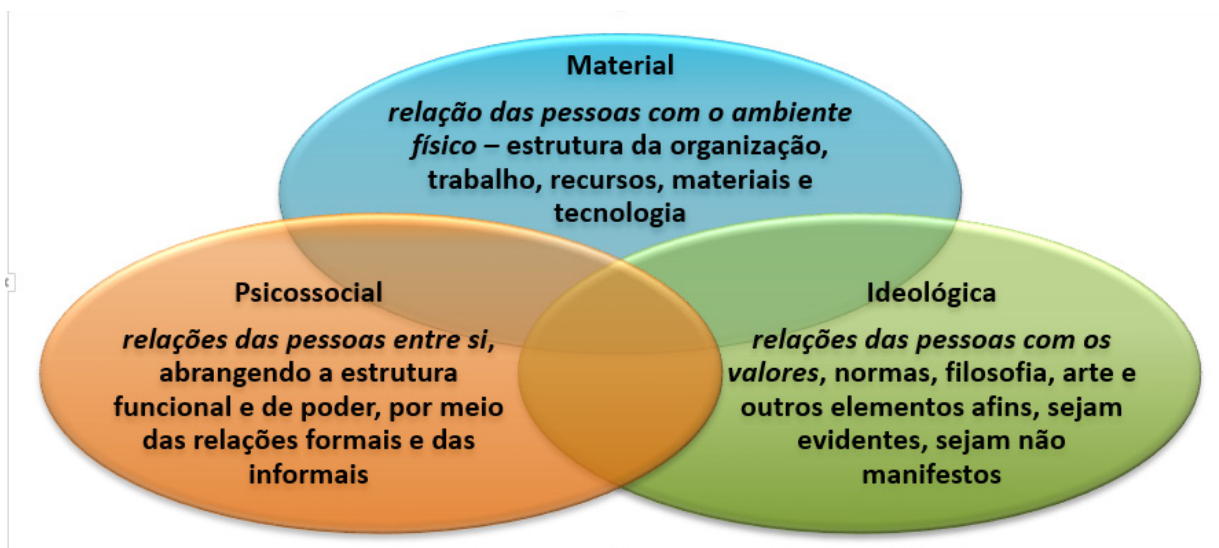 Material
relação das pessoas com o ambiente
físico – estrutura da organização,
trabalho, recursos, materiais e
tecnologia
Psicossocial
relações das pessoas entre si,
abrangendo a estrutura
funcional e de poder, por meio
das relações formais e das
informais
Ideológica
relações das pessoas com os
valores, normas, filosofia, arte e
outros elementos afins, sejam
evidentes, sejam não
manifestos